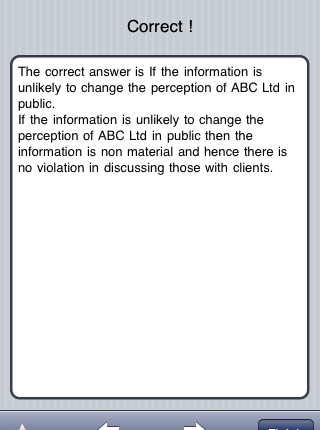 Correct !
The correct answer is If the information is
unlikely to change the perception of ABC Ltd in
public.
If the information is unlikely to change the
perception of ABC Ltd in public then the
information is non material and hence there is
no violation in discussing those with clients.